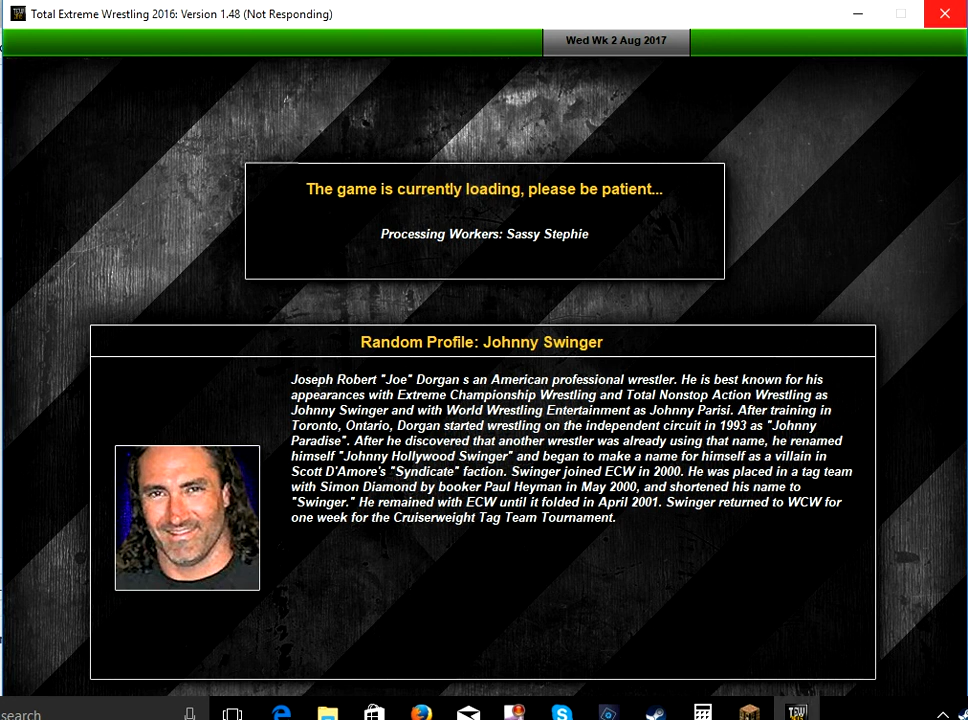 Total Extreme Wrestling 2016: Version 1.48 (Not Responding)
Wed Wk 2 Aug 2017
The game is currently loading, please be patient...
Processing Workers: Sassy Stephie
Random Profile: Johnny Swinger
Joseph Robert "Joe" Dorgan s an American professional wrestler. He is best known for his
appearances with Extreme Championship Wrestling and Total Nonstop Action Wrestling as
Johnny Swinger and with World Wrestling Entertainment as Johnny Parisi. After training in
Toronto, Ontario, Dorgan started wrestling on the independent circuit in 1993 as "Johnny
Paradise". After he discovered that another wrestler was already using that name, he renamed
himself "Johnny Hollywood Swinger" and began to make a name for himself as a villain in
Scott D'Amore's "Syndicate" faction. Swinger joined ECW in 2000. He was placed in a tag team
with Simon Diamond by booker Paul Heyman in May 2000, and shortened his name to
"Swinger." He remained with ECW until it folded in April 2001. Swinger returned to WCW for
one week for the Cruiserweight Tag Team Tournament.
search
TEW